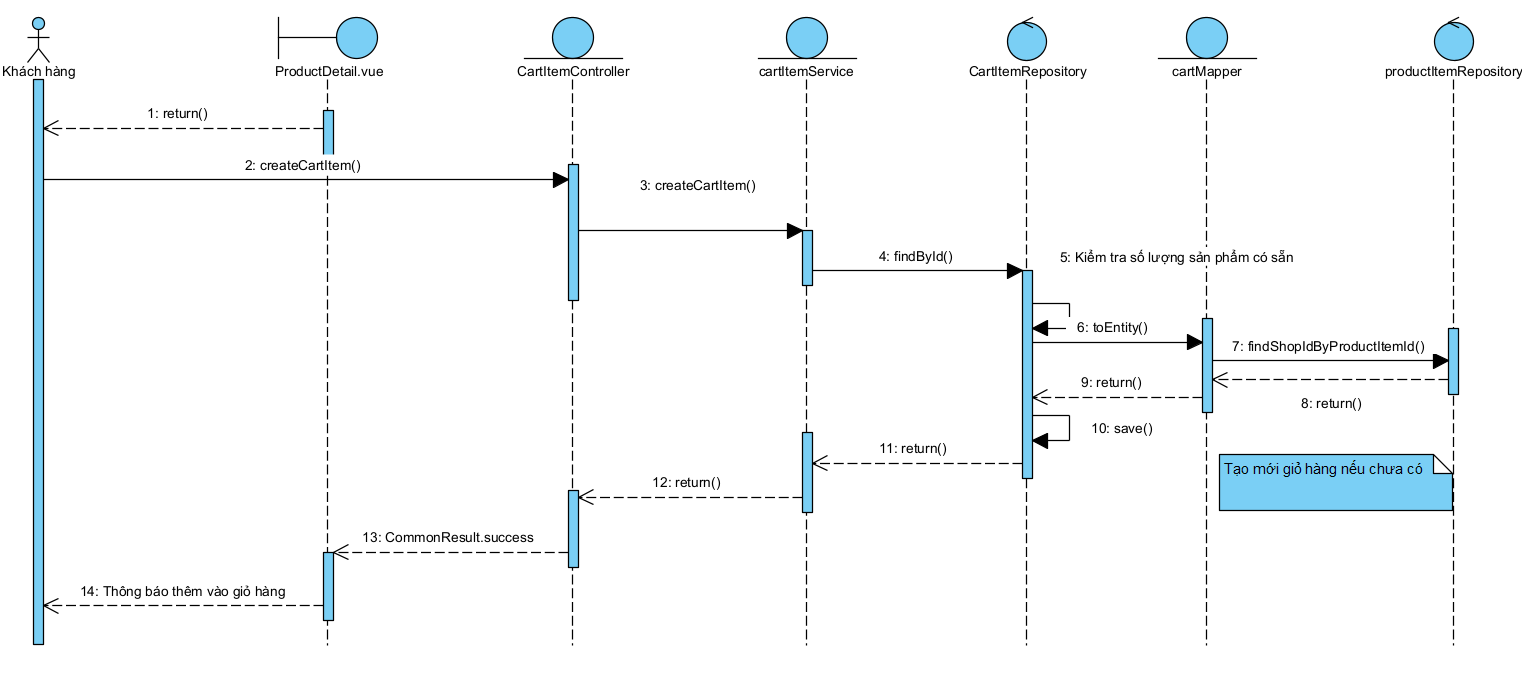 Khách hàng
ProductDetail.vue
CartItemController
cartItemService
CartItemRepository
cartMapper
productItemRepository
1: return()
2: createCartItem()
3: createCartItem()
4: findById()
5: Kiểm tra số lượng sản phẩm có sẵn
6: toEntity()
7: findShopIdByProductItemId()
9: return()
8: return()
10: save()
11: return()
Tạo mới giỏ hàng nếu chưa có
12: return()
13: CommonResult.success
14: Thông báo thêm vào giỏ hàng